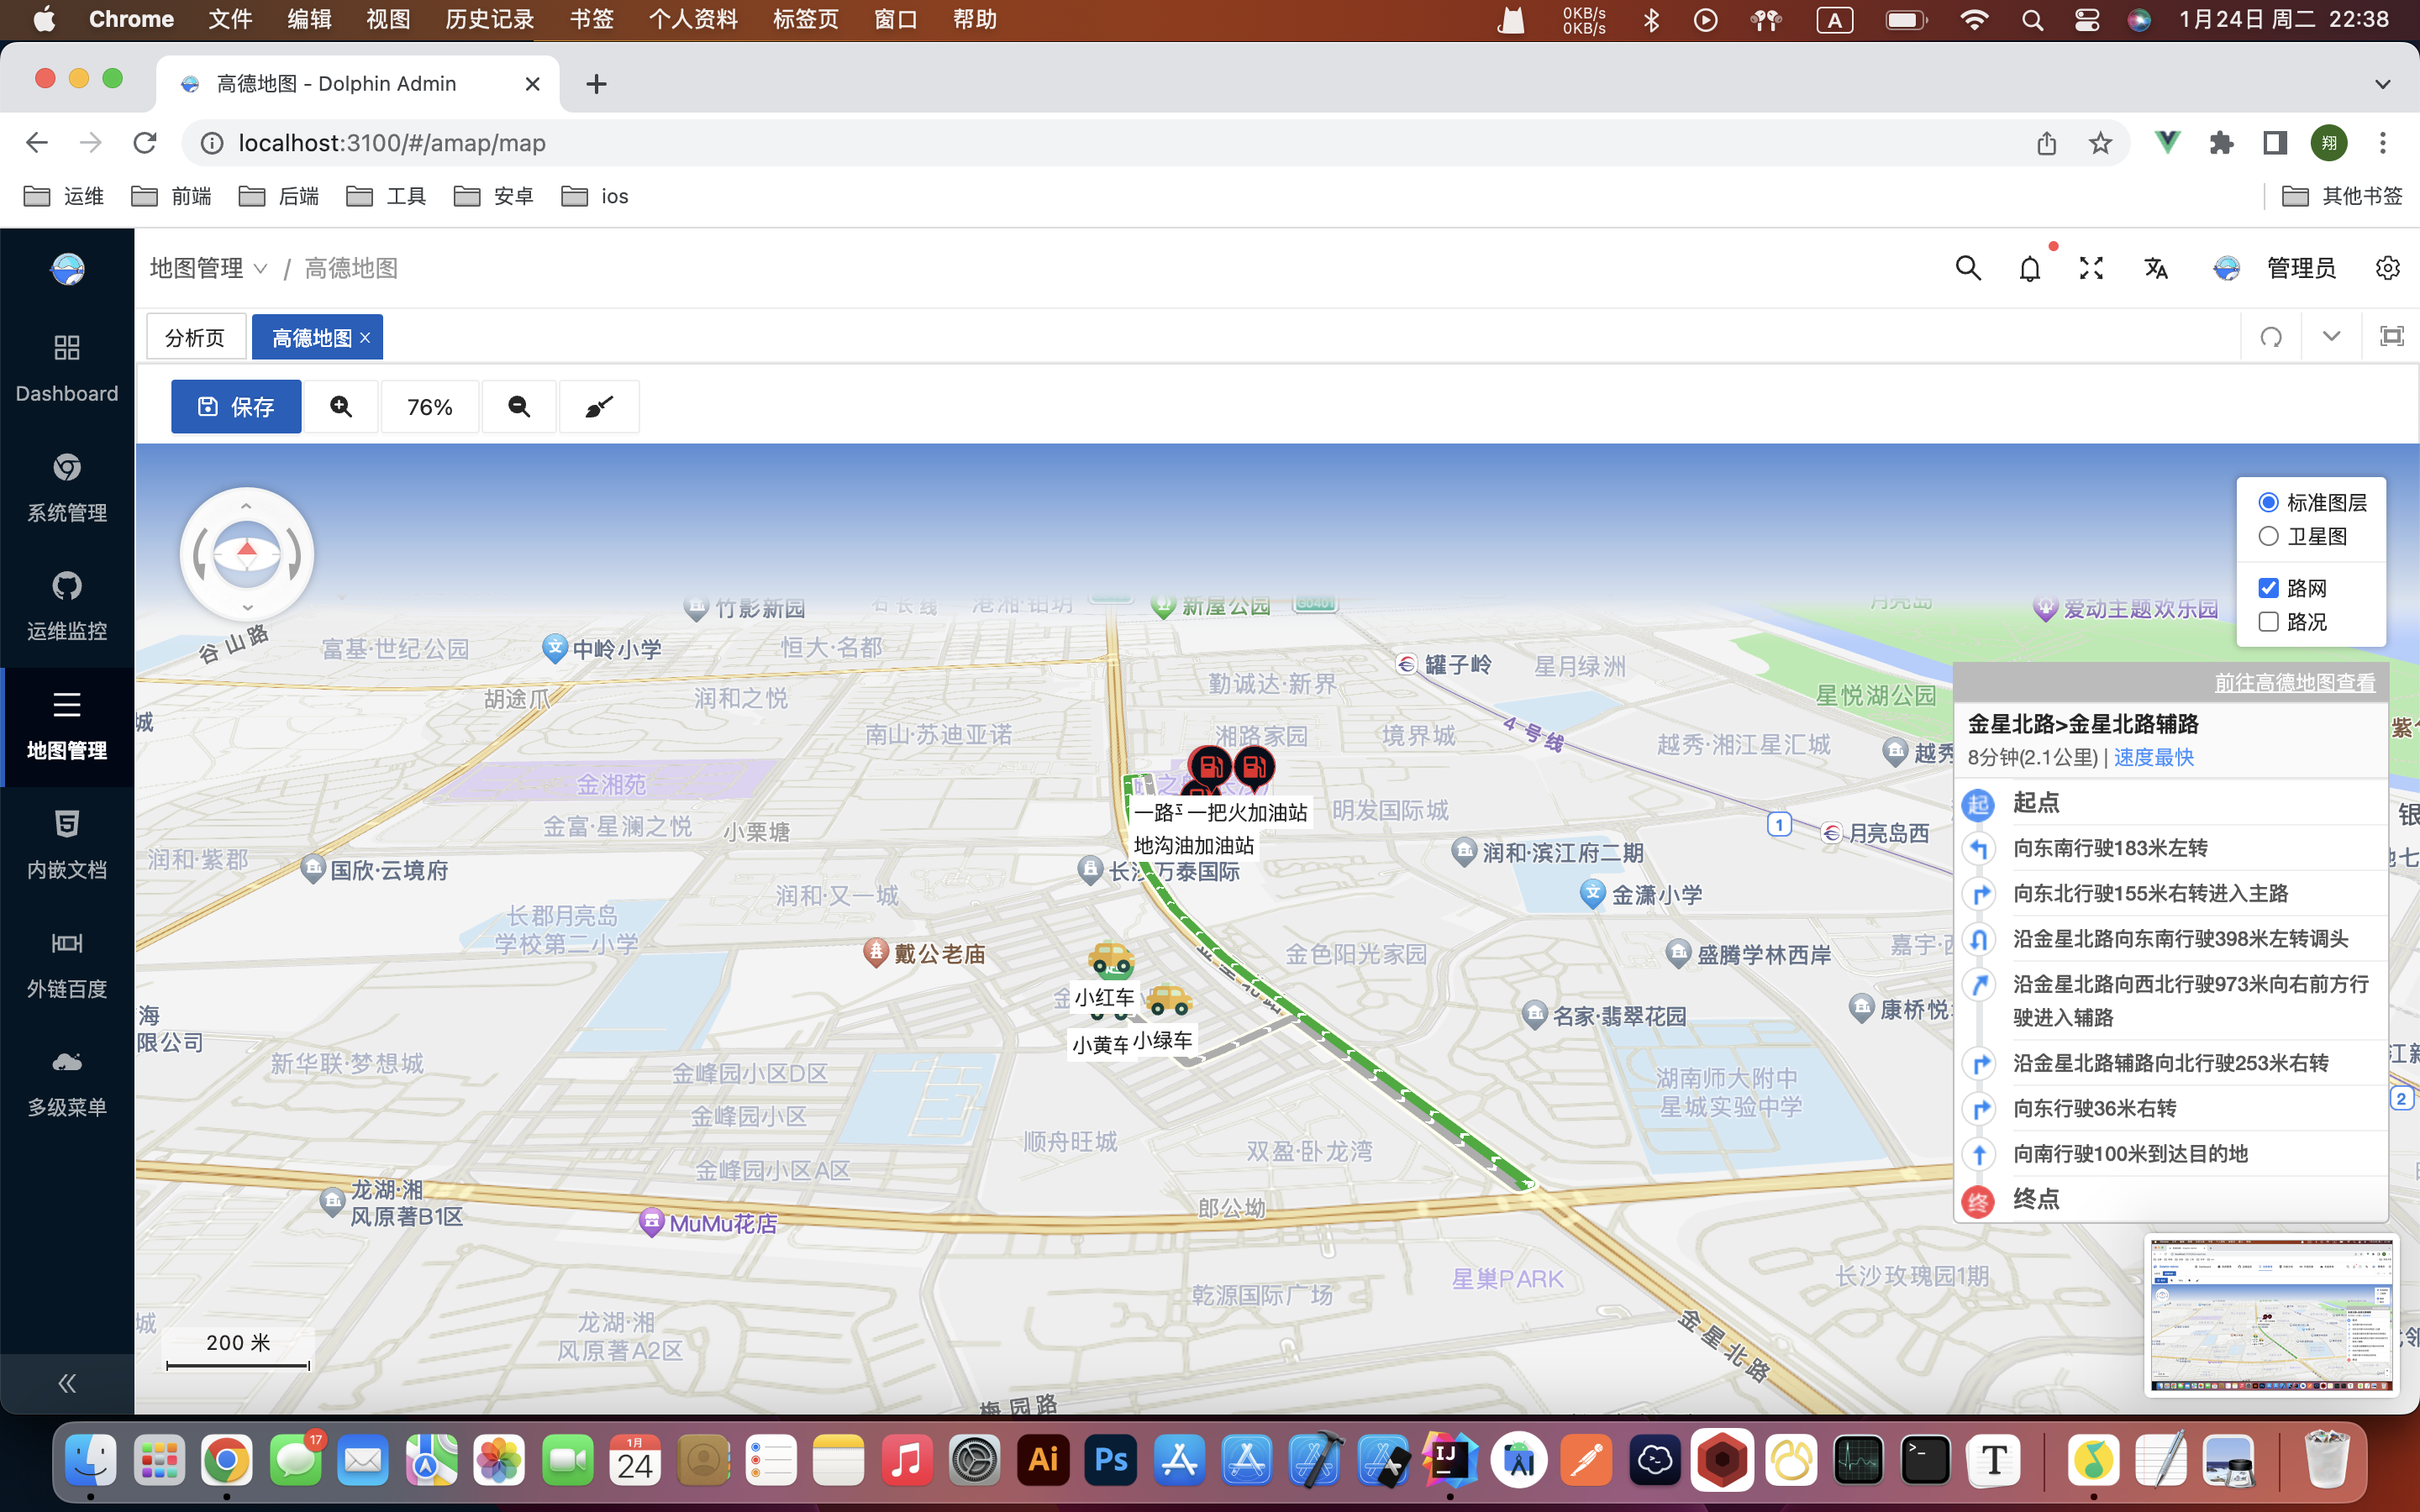 Chrome 文件 编辑 视图 历史记录 书签 个人资料 标签页 窗口 帮助
0KB/s
0KB/s
A
1月24日 周二 22:38
高德地图 - Dolphin Admin
localhost:3100/#/amap/map
翔
运维 前端 后端 工具 安卓 ios 其他书签
地图管理 / 高德地图
管理员
分析页 高德地图
Dashboard
系统管理
运维监控
地图管理
内嵌文档
外链百度
多级菜单
保存 76%
标准图层
卫星图
路网
路况
竹影新园
石长线
新屋公园
月亮岛
爱动主题欢乐园
谷山路
富基·世纪公园
文 中岭小学
恒大·名都
罐子岭
星月绿洲
勤诚达·新界
胡途爪
润和之悦
星悦湖公园
城
南山·苏迪亚诺
湘路家园
境界城
4号线
越秀·湘江星汇城
金湘苑
一路 一把火加油站
地沟油加油站
明发国际城
1
月亮岛西
金富·星澜之悦
小栗塘
润和·紫郡
国欣·云境府
万泰国际
润和·滨江府二期
润和·又一城
文 金潇小学
长郡月亮岛
学校第二小学
戴公老庙
金色阳光家园
盛腾学林西岸
小红车
小黄车
小绿车
名家·翡翠花园
海
限公司
新华联·梦想城
金峰园小区D区
湖南师大附中
星城实验中学
金峰园小区
顺舟旺城
双盈·卧龙湾
金峰园小区A区
龙湖·湘
风原著B1区
MuMu花店
郎公坳
星巢PARK
长沙玫瑰园1期
乾源国际广场
龙湖·湘
风原著A2区
金星北路
梅园路
城
200 米
2
前往高德地图查看
金星北路>金星北路辅路
8分钟(2.1公里) | 速度最快
起 起点
向东南行驶183米左转
向东北行驶155米右转进入主路
沿金星北路向东南行驶398米左转调头
沿金星北路向西北行驶973米向右前方行
驶进入辅路
沿金星北路辅路向北行驶253米右转
向东行驶36米右转
向南行驶100米到达目的地
终 终点
17
1月
24
Ai
Ps
IJ
T